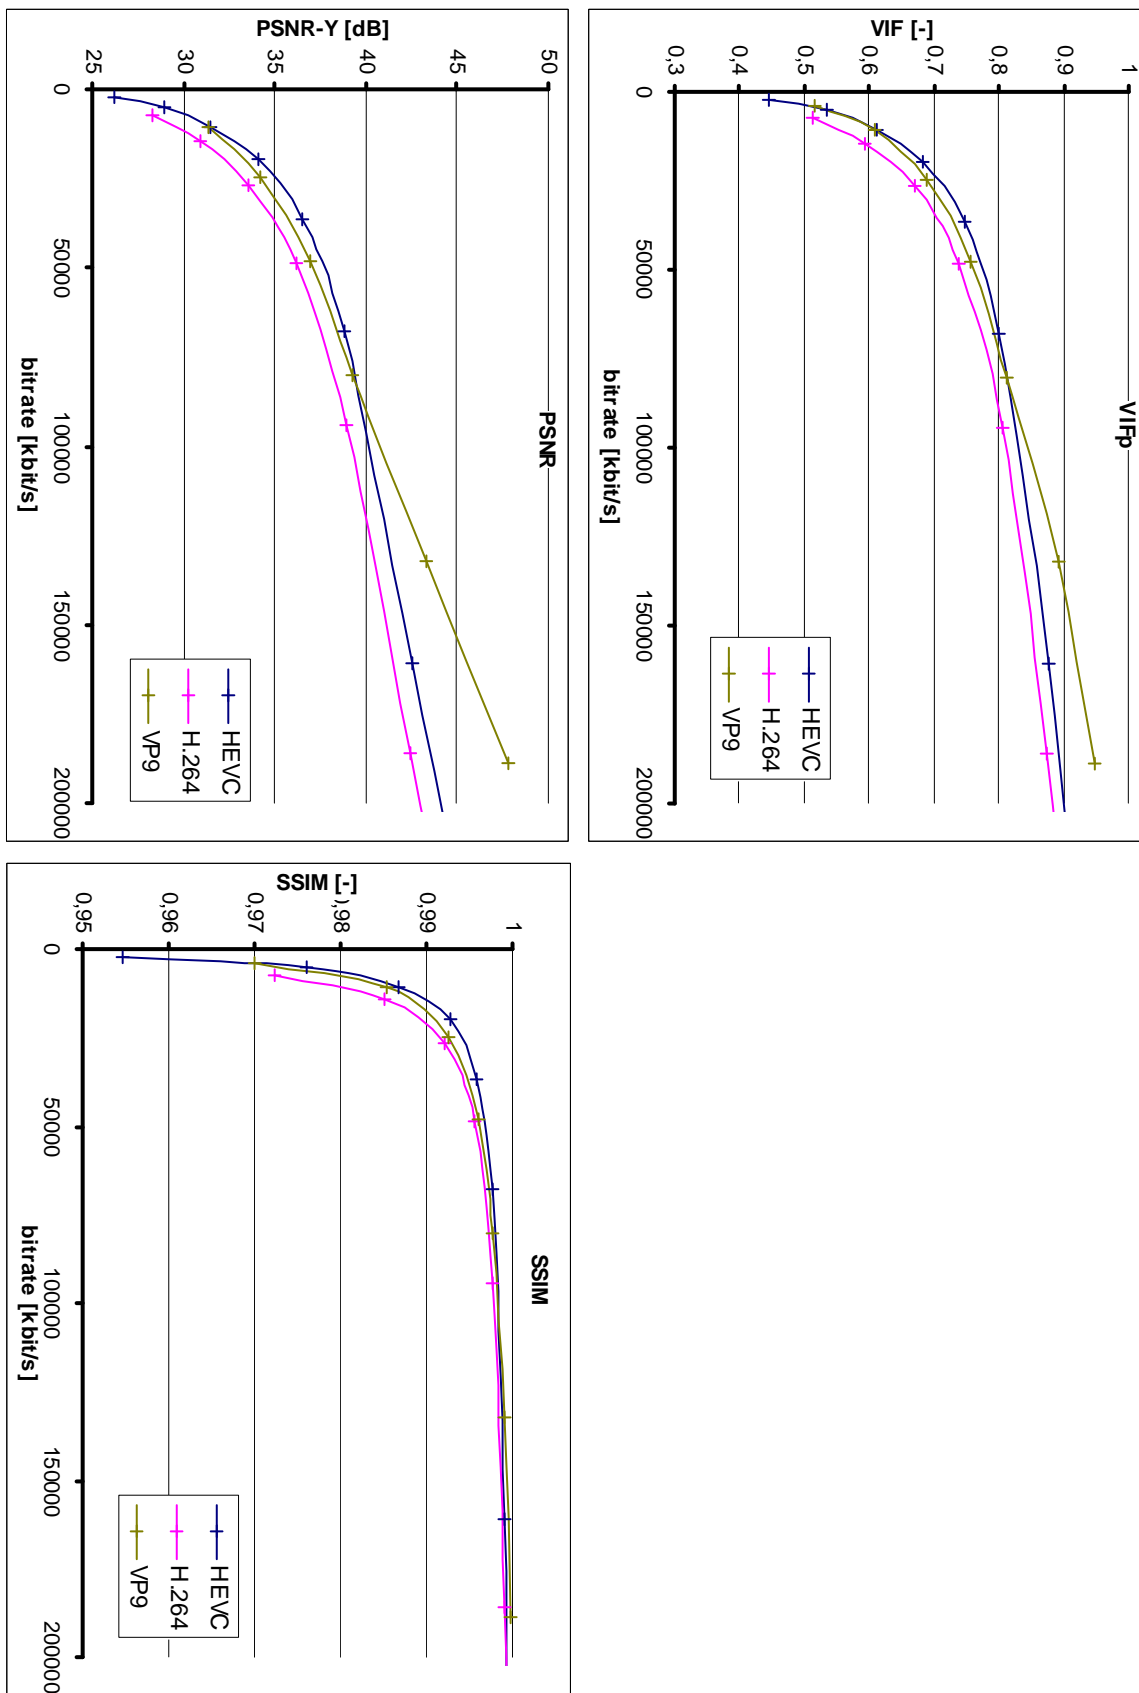 PSNR
PSNR-Y [dB]
50
45
40
35
30
25
0
50000
100000
150000
200000
bitrate [kbit/s]
HEVC
H.264
VP9
VIFp
VIF [-]
1
0,9
0,8
0,7
0,6
0,5
0,4
0,3
0
50000
100000
150000
200000
bitrate [kbit/s]
HEVC
H.264
VP9
SSIM
SSIM [-]
1
0,99
0,98
0,97
0,96
0,95
0
50000
100000
150000
200000
bitrate [kbit/s]
HEVC
H.264
VP9